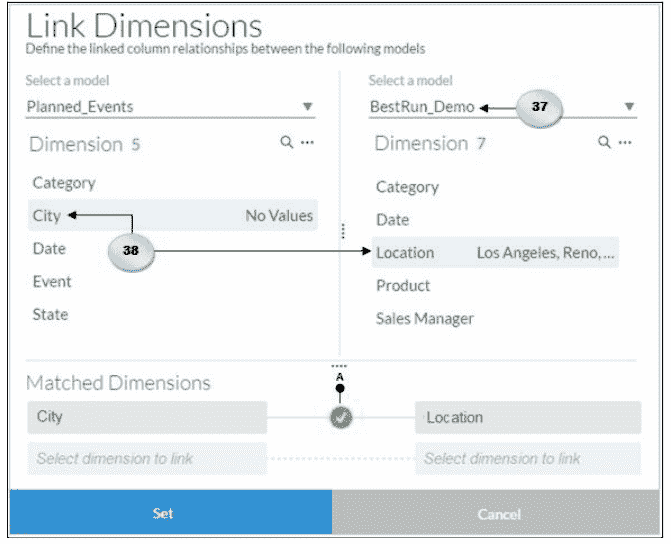 Link Dimensions
Define the linked column relationships between the following models
Select a model
Planned_Events
Dimension 5
Category
City No Values
Date
Event
State
38
Select a model
BestRun_Demo
37
Dimension 7
Category
Date
Location Los Angeles, Reno, ...
Product
Sales Manager
Matched Dimensions
A
City Location
Select dimension to link Select dimension to link
Set Cancel